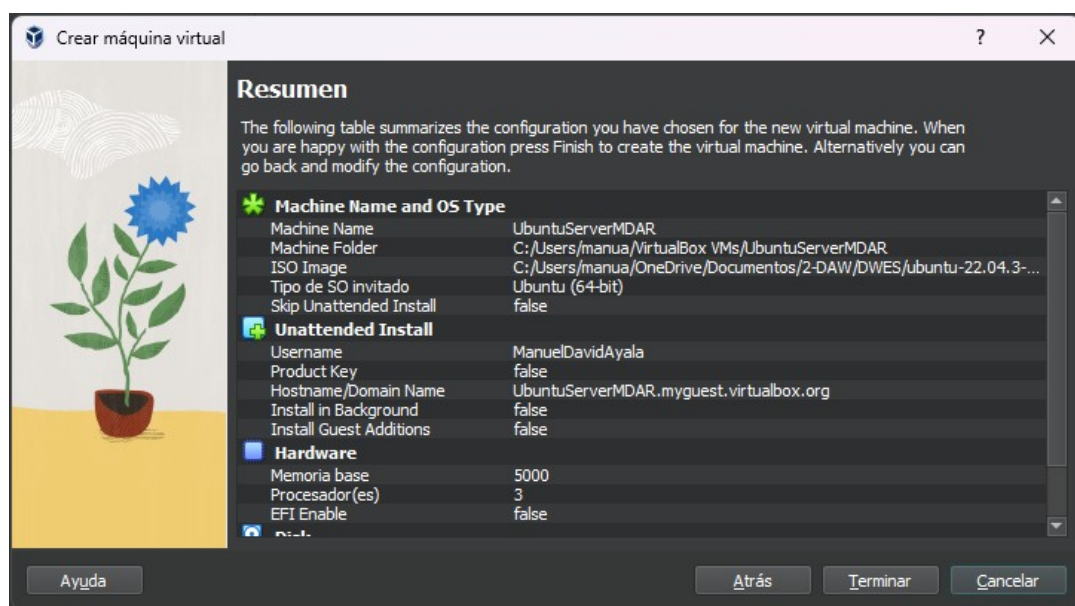 Crear máquina virtual ?
Resumen
The following table summarizes the configuration you have chosen for the new virtual machine. When
you are happy with the configuration press Finish to create the virtual machine. Alternatively you can
go back and modify the configuration.
Machine Name and OS Type
Machine Name UbuntuServerMDAR
Machine Folder C:/Users/manua/VirtualBox VMs/UbuntuServerMDAR
ISO Image C:/Users/manua/OneDrive/Documentos/2-DAW/DWES/ubuntu-22.04.3-...
Tipo de SO invitado Ubuntu (64-bit)
Skip Unattended Install false
Unattended Install
Username ManuelDavidAyala
Product Key false
Hostname/Domain Name UbuntuServerMDAR.myguest.virtualbox.org
Install in Background false
Install Guest Additions false
Hardware
Memoria base 5000
Procesador(es) 3
EFI Enable false
Disk
Ayuda Atrás Terminar Cancelar